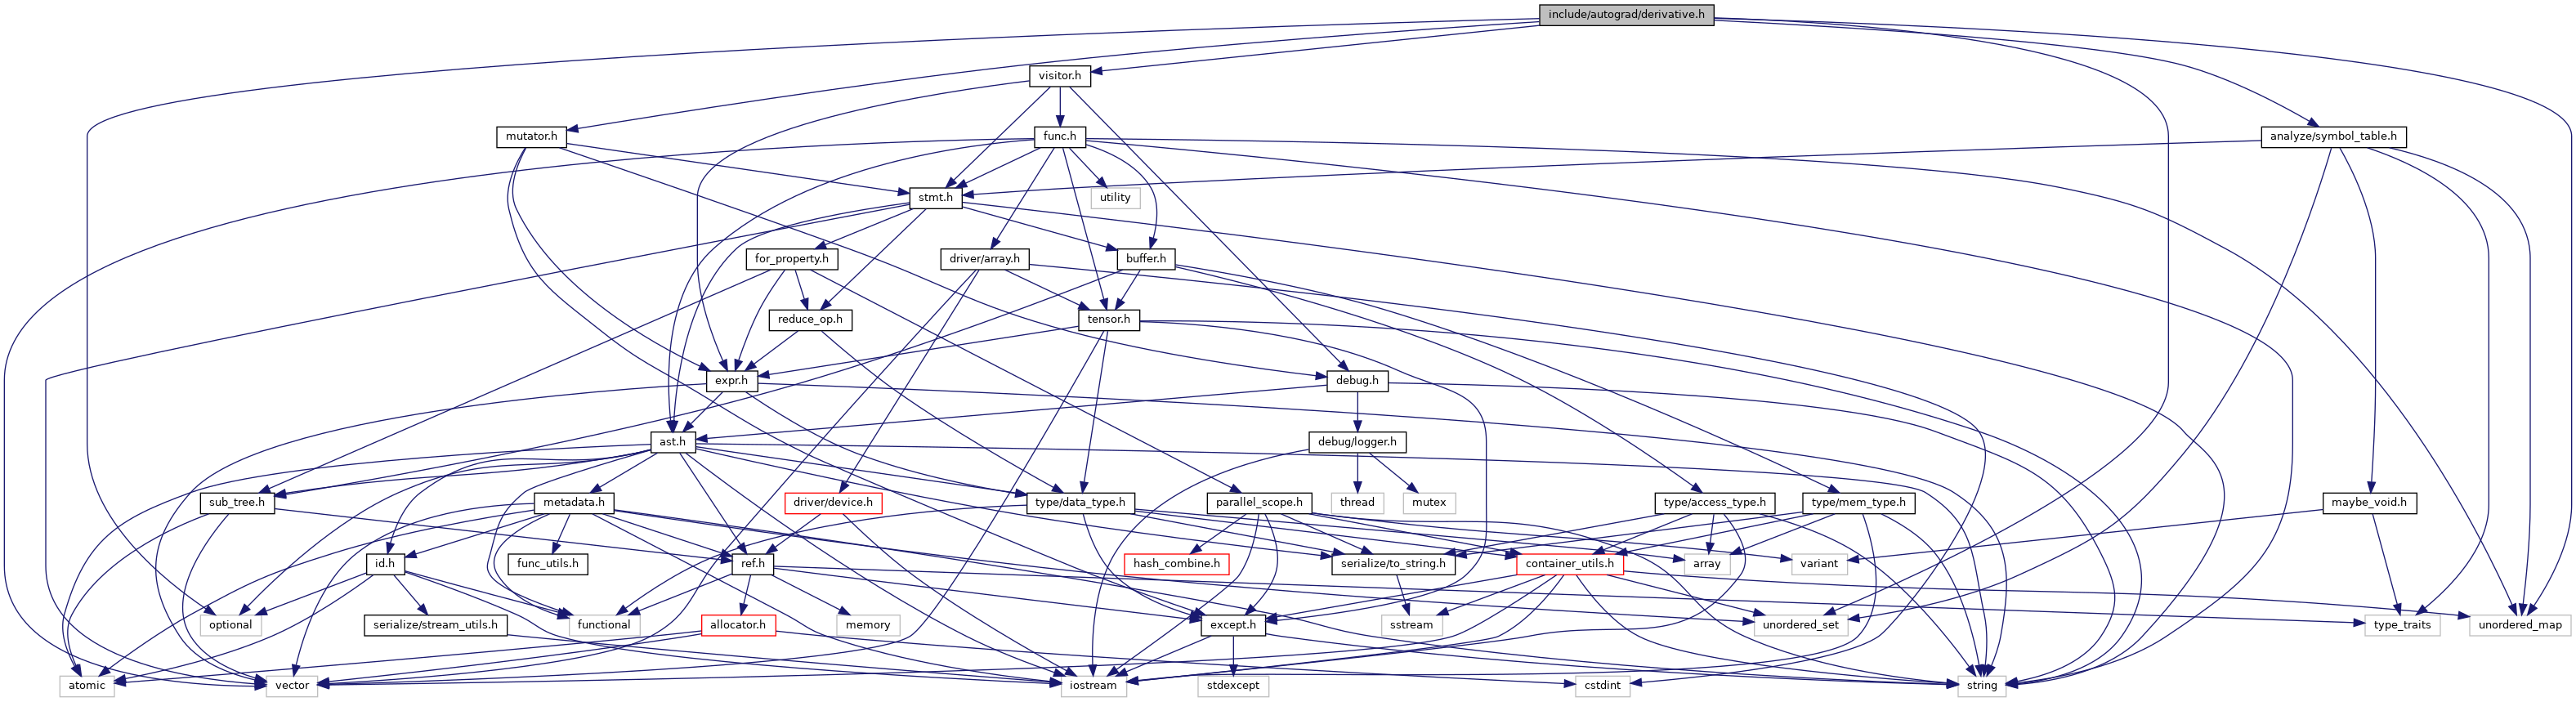 include/autograd/derivative.h
visitor.h
mutator.h
func.h
analyze/symbol_table.h
stmt.h
utility
for_property.h
driver/array.h
buffer.h
reduce_op.h
tensor.h
expr.h
debug.h
ast.h
debug/logger.h
sub_tree.h
metadata.h
driver/device.h
type/data_type.h
parallel_scope.h
thread
mutex
type/access_type.h
type/mem_type.h
maybe_void.h
id.h
func_utils.h
ref.h
hash_combine.h
serialize/to_string.h
container_utils.h
array
variant
optional
serialize/stream_utils.h
functional
allocator.h
memory
except.h
sstream
unordered_set
type_traits
unordered_map
atomic
vector
iostream
stdexcept
cstdint
string